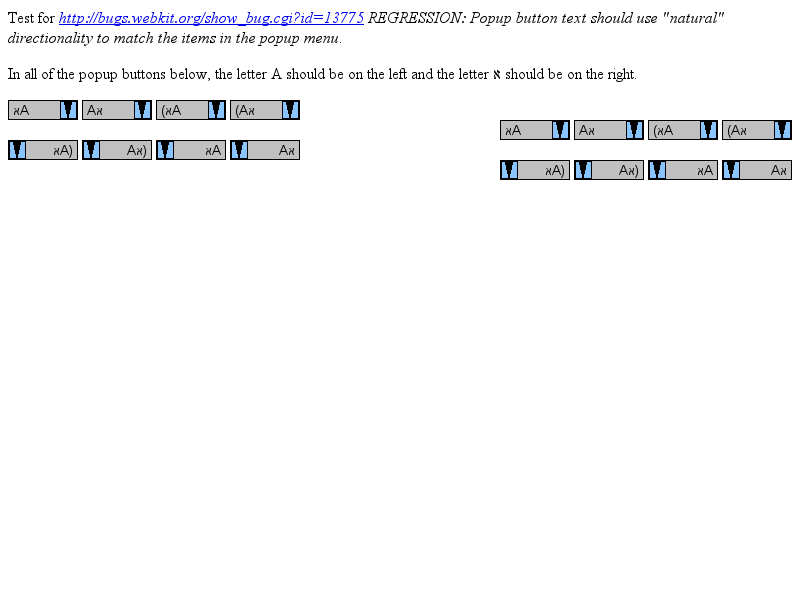 Test for http://bugs.webkit.org/show_bug.cgi?id=13775 REGRESSION: Popup button text should use "natural"
directionality to match the items in the popup menu.
In all of the popup buttons below, the letter A should be on the left and the letter א should be on the right.
אA Aא (אA (Aא
אA) Aא) אA Aא
אA Aא (אA (Aא
אA) Aא) אA Aא